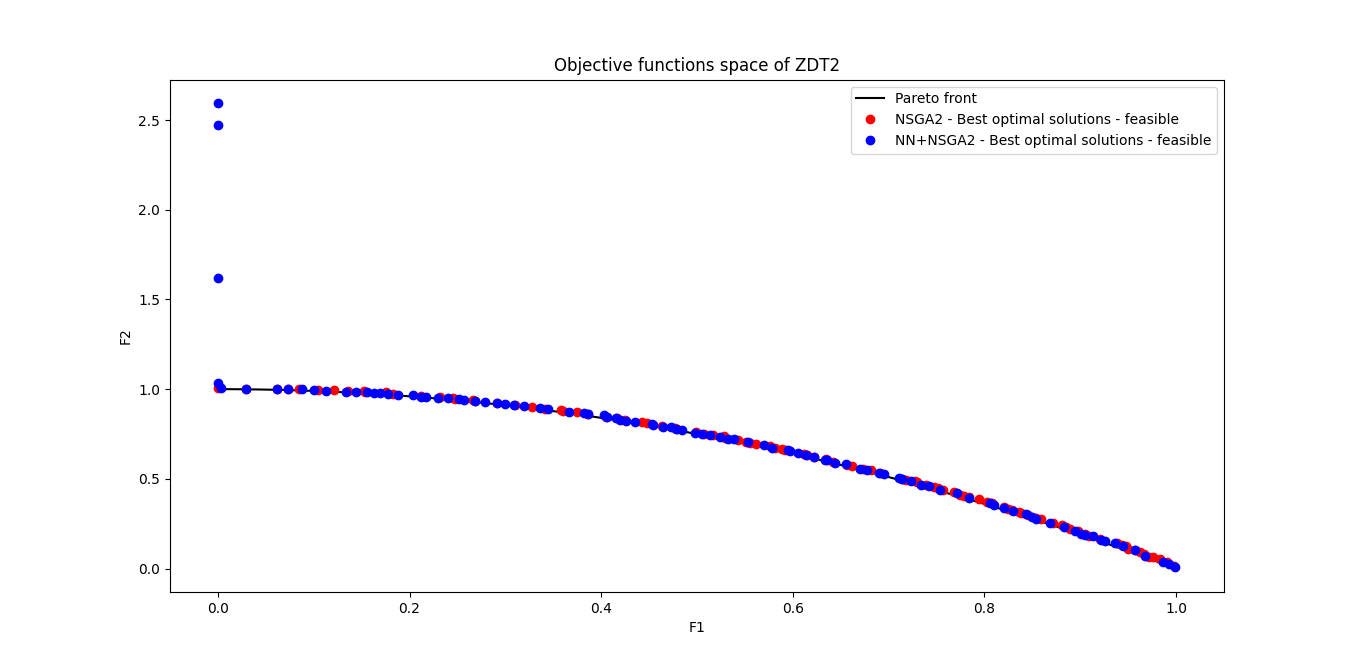 Objective functions space of ZDT2
Pareto front
NSGA2 - Best optimal solutions - feasible
NN+NSGA2 - Best optimal solutions - feasible
2.5
2.0
1.5
1.0
0.5
0.0
F2
0.0 0.2 0.4 0.6 0.8 1.0
F1